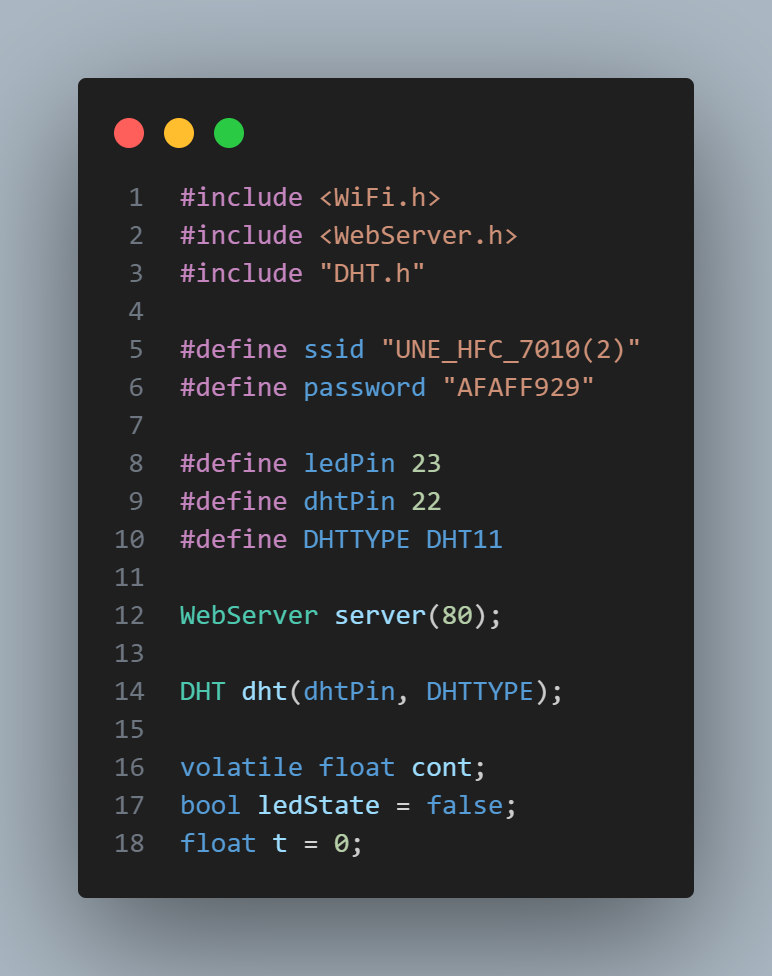 1 #include <WiFi.h>
2 #include <WebServer.h>
3 #include "DHT.h"
4
5 #define ssid "UNE_HFC_7010(2)"
6 #define password "AFAFF929"
7
8 #define ledPin 23
9 #define dhtPin 22
10 #define DHTTYPE DHT11
11
12 WebServer server(80);
13
14 DHT dht(dhtPin, DHTTYPE);
15
16 volatile float cont;
17 bool ledState = false;
18 float t = 0;